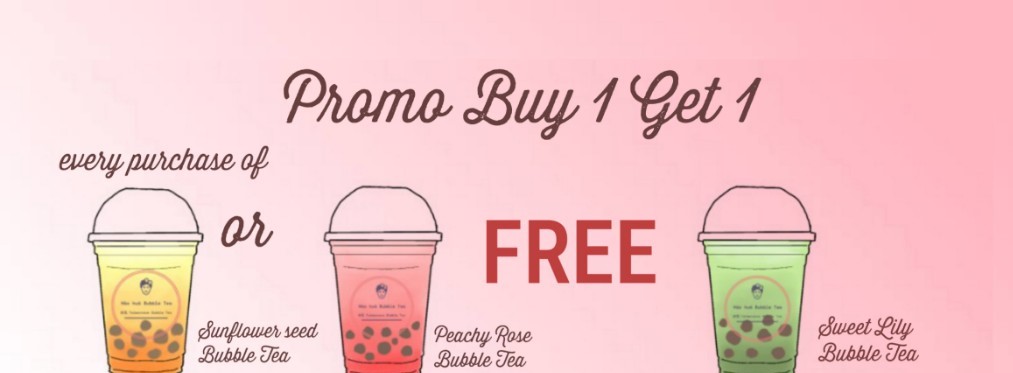 Promo Buy 1 Get 1
every purchase of
or
FREE
Sunflower seed
Bubble Tea
Peachy Rose
Bubble Tea
Sweet Lily
Bubble Tea